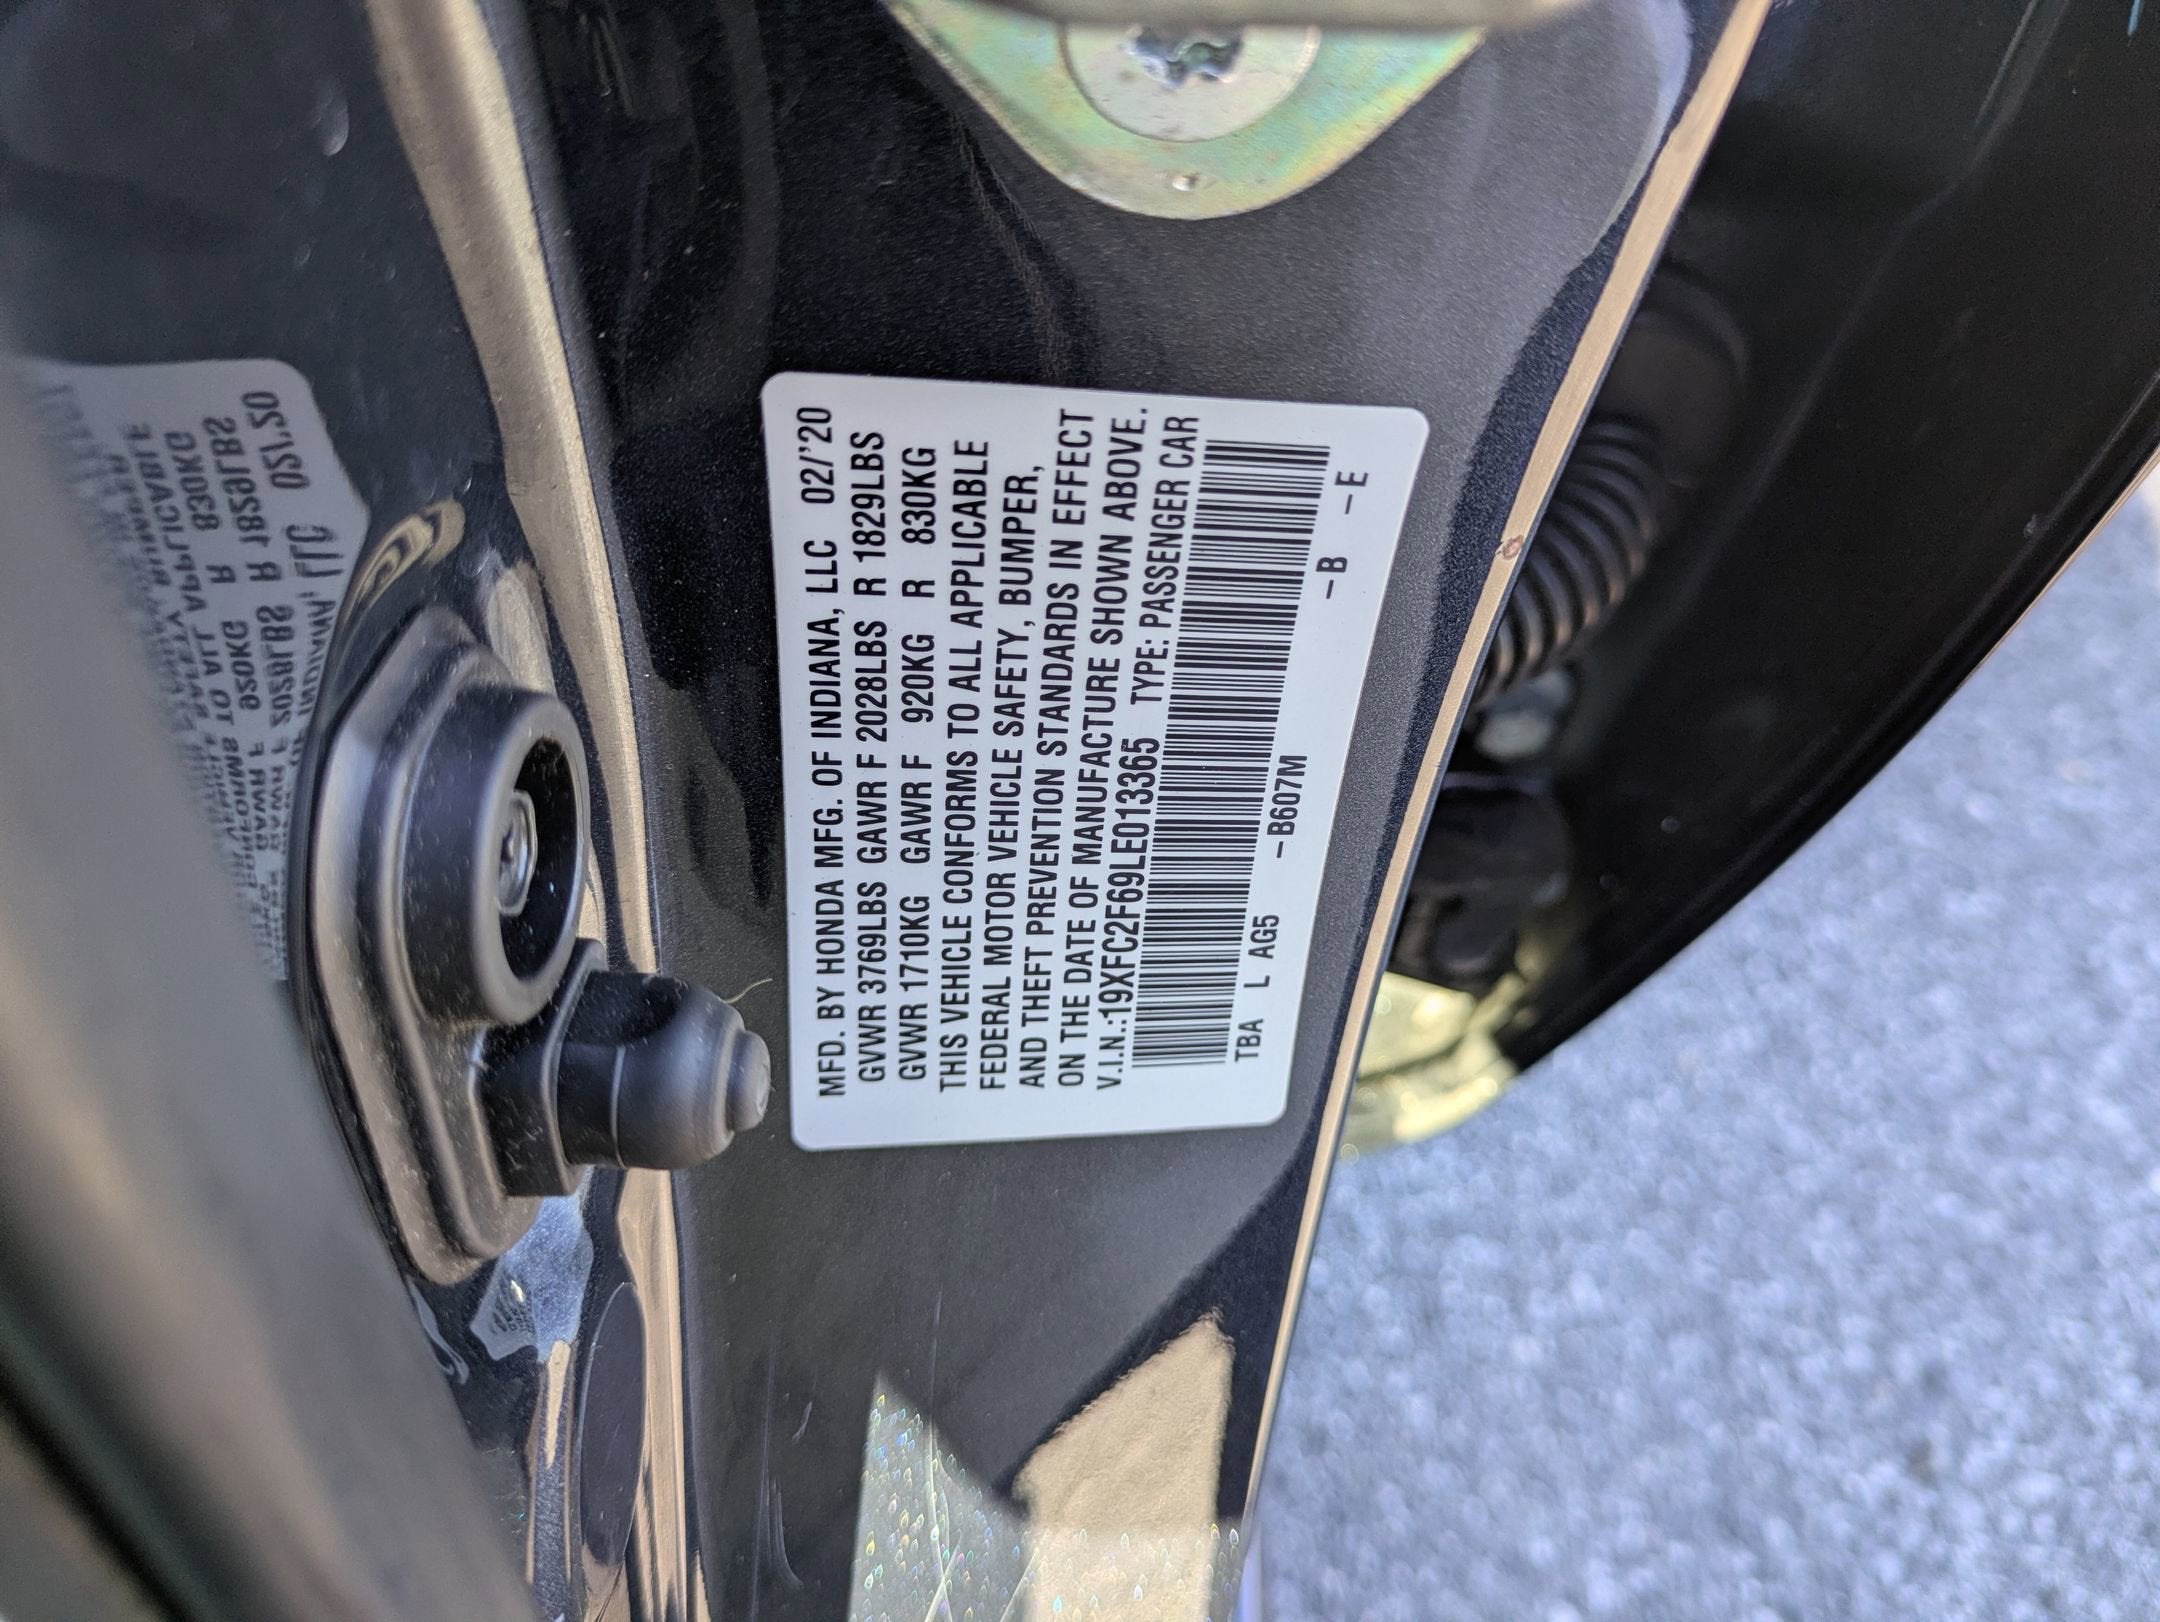 MFD. BY HONDA MFG. OF INDIANA, LLC 02/'20
GVWR 3769LBS GAWR F 2028LBS R 1829LBS
GVWR 1710KG GAWR F 920KG R 830KG
THIS VEHICLE CONFORMS TO ALL APPLICABLE
FEDERAL MOTOR VEHICLE SAFETY, BUMPER,
AND THEFT PREVENTION STANDARDS IN EFFECT
ON THE DATE OF MANUFACTURE SHOWN ABOVE.
V.I.N.:19XFC2F69LE013365 TYPE: PASSENGER CAR
TBA L AG5 -B607M -B -E